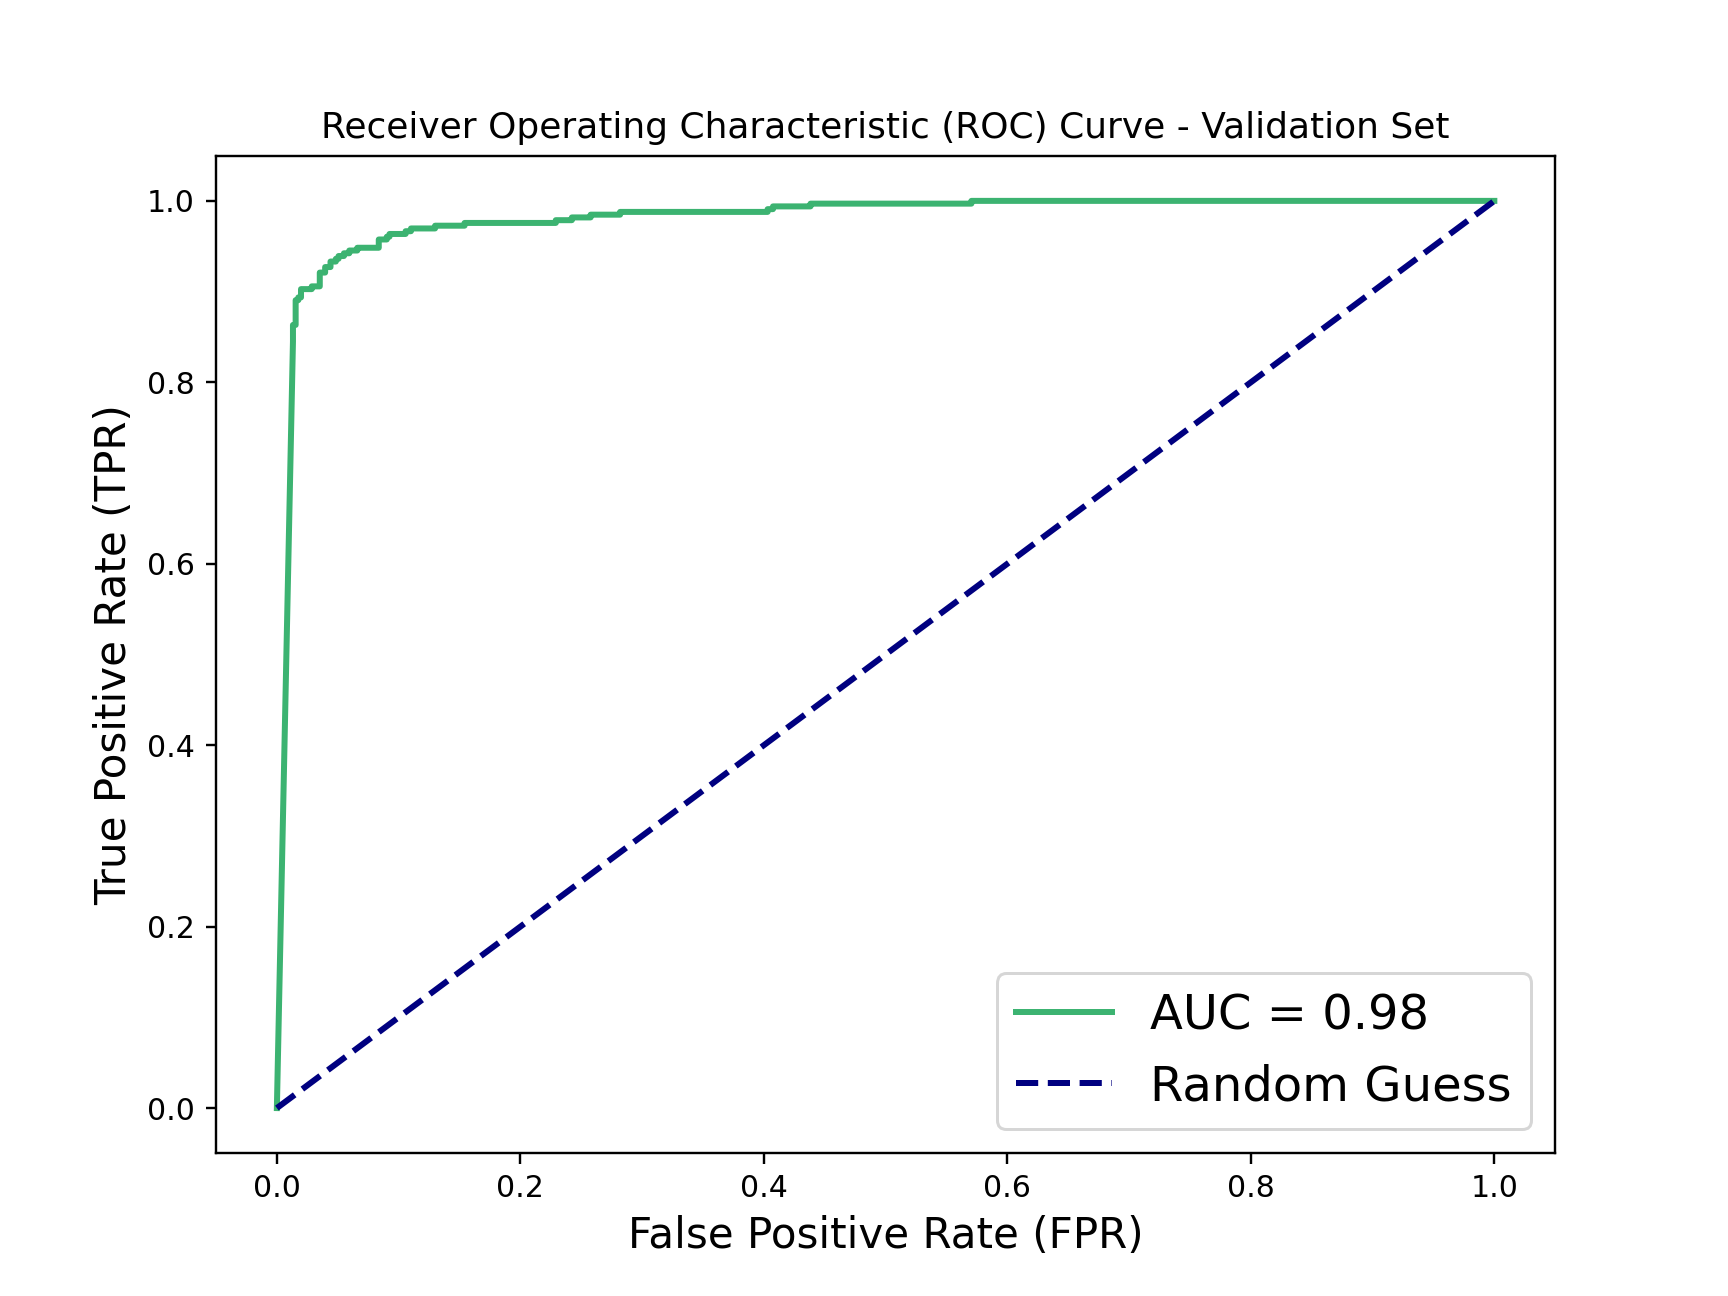 Receiver Operating Characteristic (ROC) Curve - Validation Set
True Positive Rate (TPR)
1.0
0.8
0.6
0.4
0.2
0.0
AUC = 0.98
Random Guess
0.0 0.2 0.4 0.6 0.8 1.0
False Positive Rate (FPR)